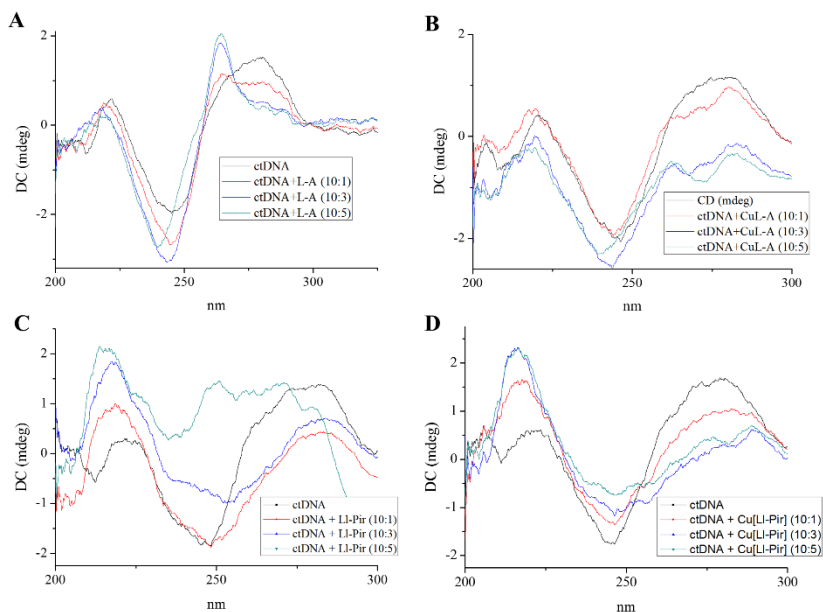 A
DC (mdeg)
2
0
-2
ctDNA
ctDNA+L-A (10:1)
ctDNA+L-A (10:3)
ctDNA+L-A (10:5)
200
250
300
nm
B
DC (mdeg)
2
0
-2
CD (mdeg)
ctDNA+CuL-A (10:1)
ctDNA+CuL-A (10:3)
ctDNA+CuL-A (10:5)
200
250
300
nm
C
DC (mdeg)
2
1
0
-1
-2
ctDNA
ctDNA + Ll-Pir (10:1)
ctDNA + Ll-Pir (10:3)
ctDNA + Ll-Pir (10:5)
200
250
300
nm
D
DC (mdeg)
2
1
0
-1
-2
ctDNA
ctDNA + Cu[Ll-Pir] (10:1)
ctDNA + Cu[Ll-Pir] (10:3)
ctDNA + Cu[Ll-Pir] (10:5)
200
250
300
nm